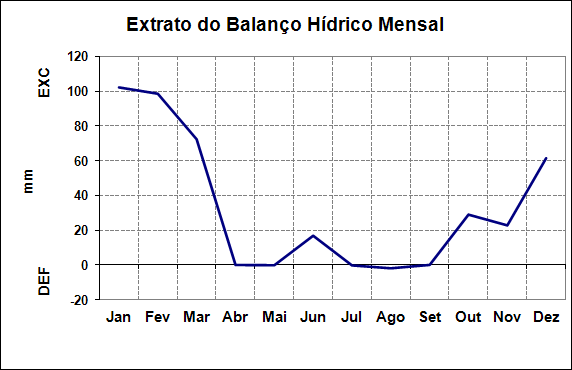 Extrato do Balanço Hídrico Mensal
EXC
mm
DEF
120
100
80
60
40
20
0
-20
Jan Fev Mar Abr Mai Jun Jul Ago Set Out Nov Dez